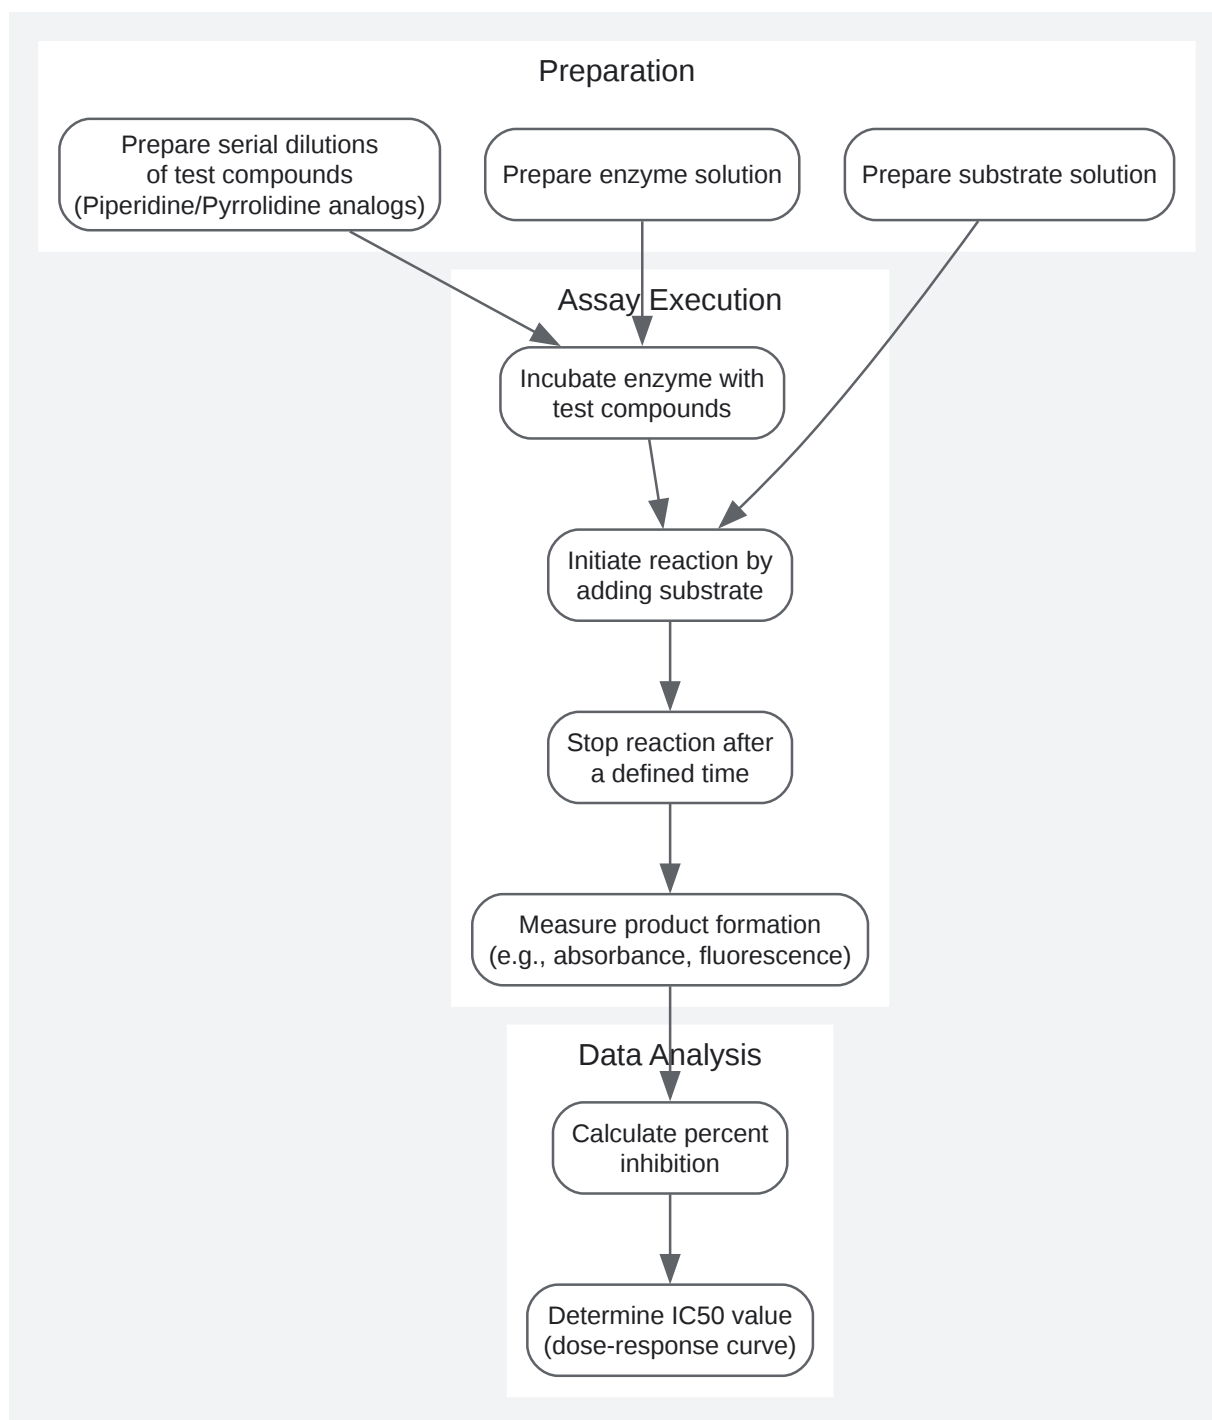 Preparation
Prepare serial dilutions
of test compounds
(Piperidine/Pyrrolidine analogs)
Prepare enzyme solution
Prepare substrate solution
Assay Execution
Incubate enzyme with
test compounds
Initiate reaction by
adding substrate
Stop reaction after
a defined time
Measure product formation
(e.g., absorbance, fluorescence)
Data Analysis
Calculate percent
inhibition
Determine IC50 value
(dose-response curve)